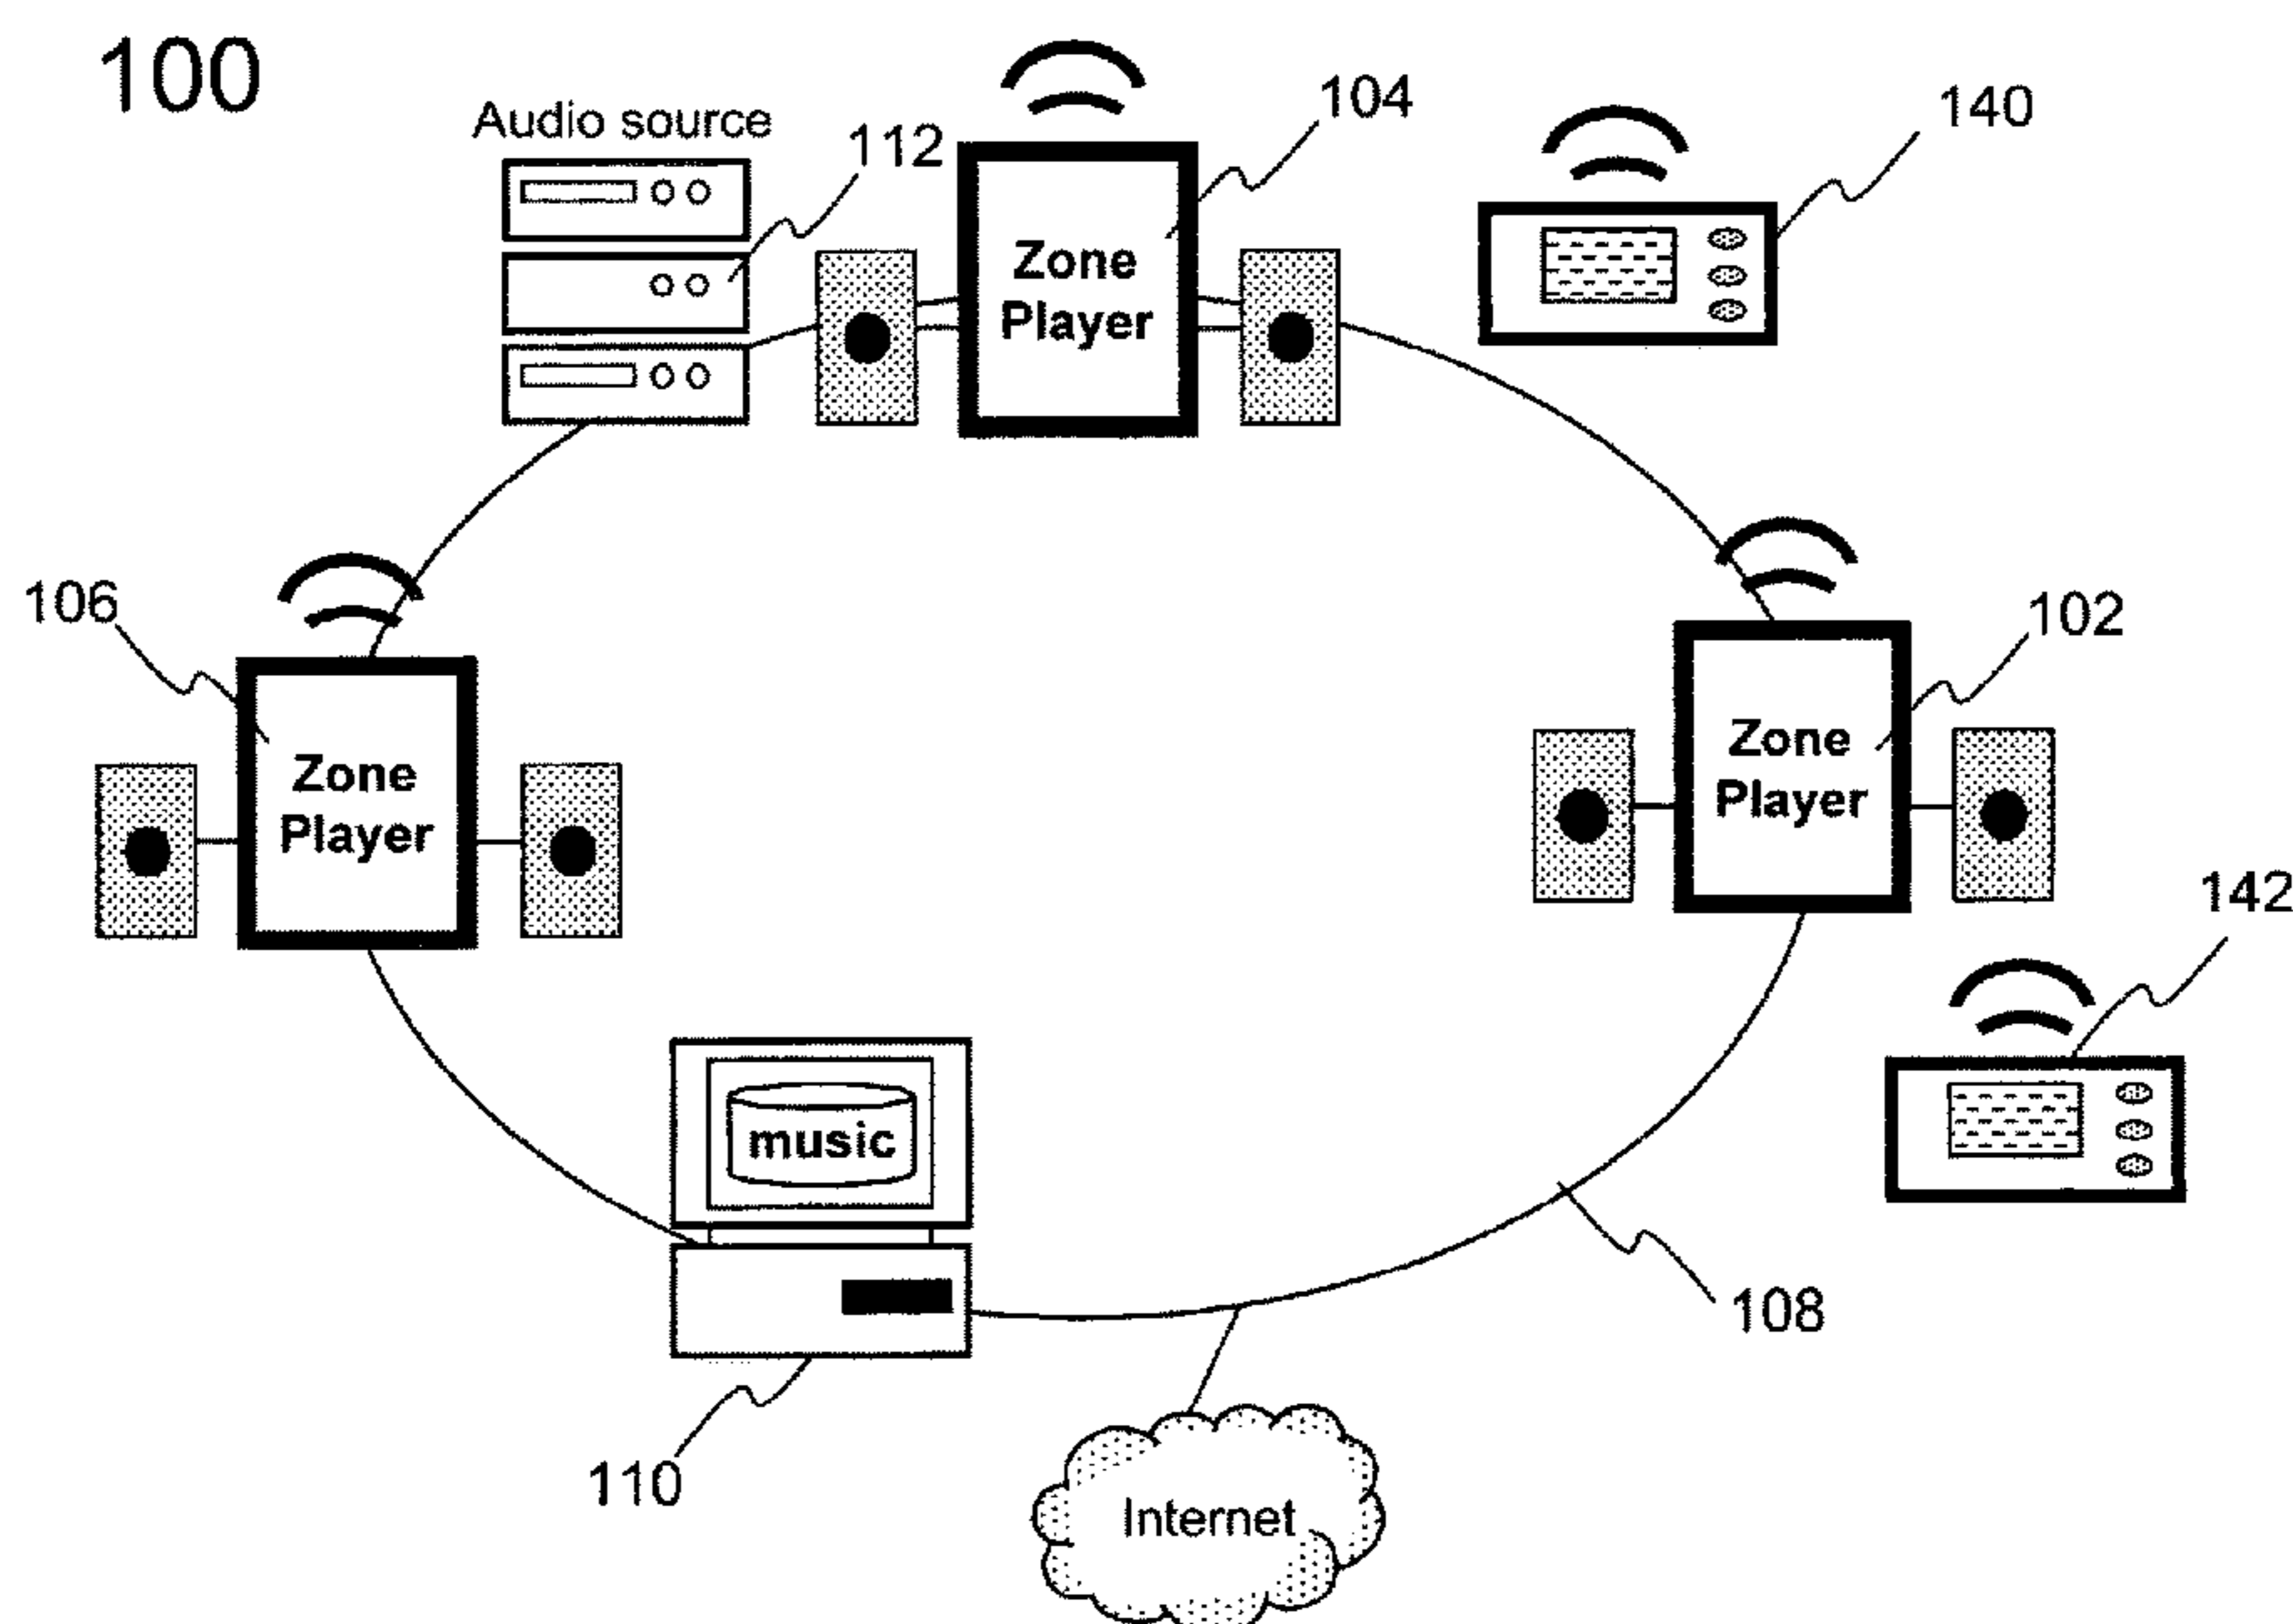 100
Audio source
112
104
140
Zone
Player
106
102
Zone
Player
Zone
Player
142
music
108
110
Internet